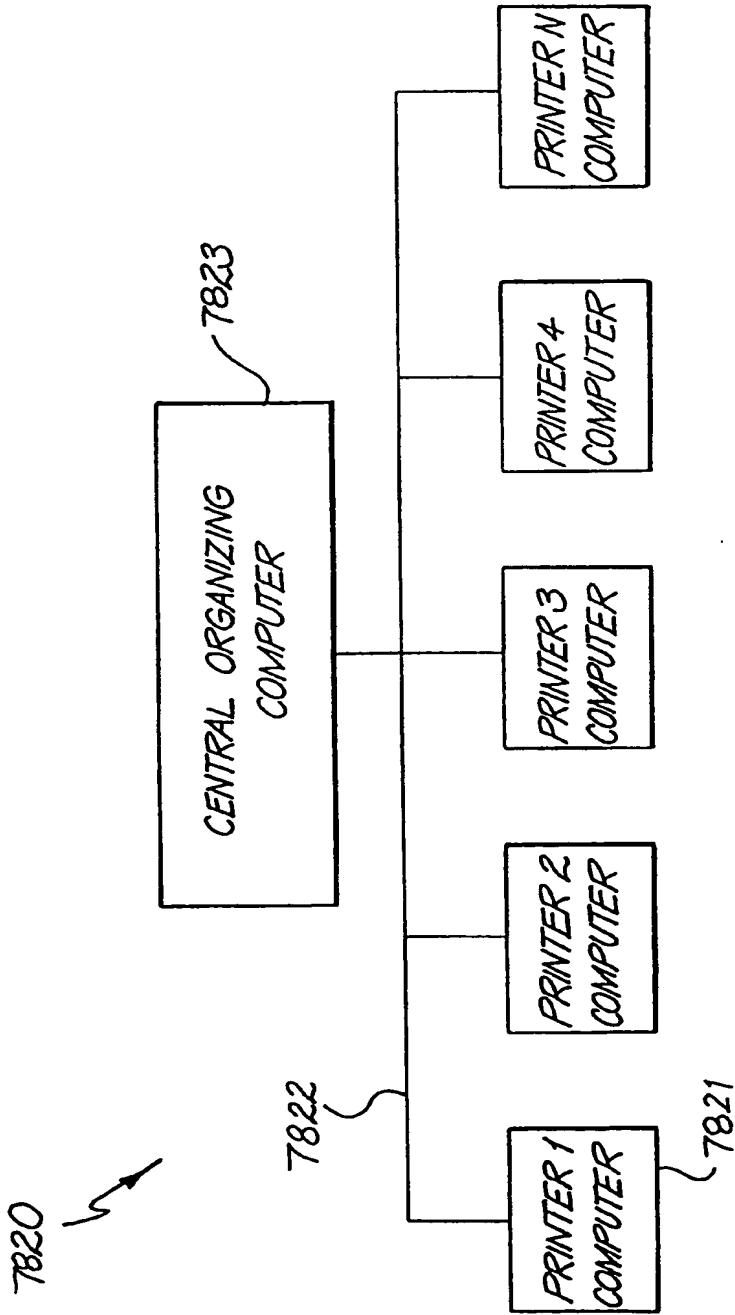 7820
CENTRAL ORGANIZING
COMPUTER
7823
7822
PRINTER 1
COMPUTER
PRINTER 2
COMPUTER
PRINTER 3
COMPUTER
PRINTER 4
COMPUTER
PRINTER N
COMPUTER
7821